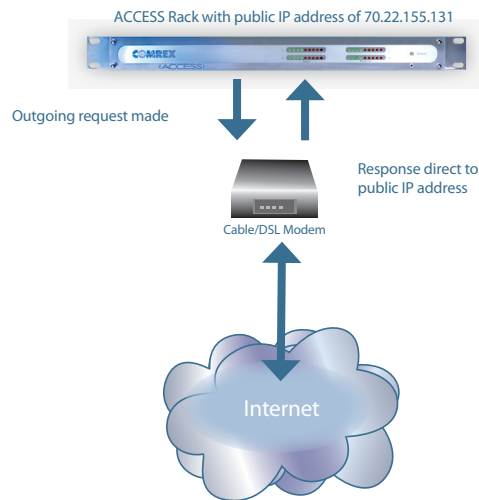 ACCESS Rack with public IP address of 70.22.155.131
COMREX
ACCESS
Outgoing request made
Response direct to
public IP address
Cable/DSL Modem
Internet